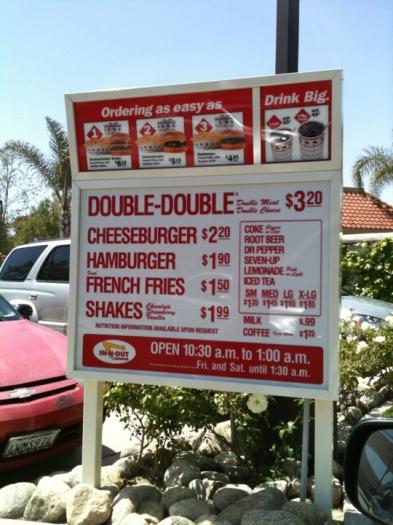 Ordering as easy as
Drink Big.
1 2 3
DOUBLE-DOUBLE Double Meat Double Cheese $3.20
CHEESEBURGER $2.20
HAMBURGER $1.90
Fresh
FRENCH FRIES $1.50
SHAKES Chocolate Strawberry Vanilla $1.99
NUTRITION INFORMATION AVAILABLE UPON REQUEST
COKE
ROOT BEER
DR PEPPER
SEVEN-UP
LEMONADE
ICED TEA
SM MED LG X-LG
$1.35 $1.45 $1.65 $1.85
MILK $.99
COFFEE $1.25
IN-N-OUT
BURGER
OPEN 10:30 a.m. to 1:00 a.m.
Fri. and Sat. until 1:30 a.m.